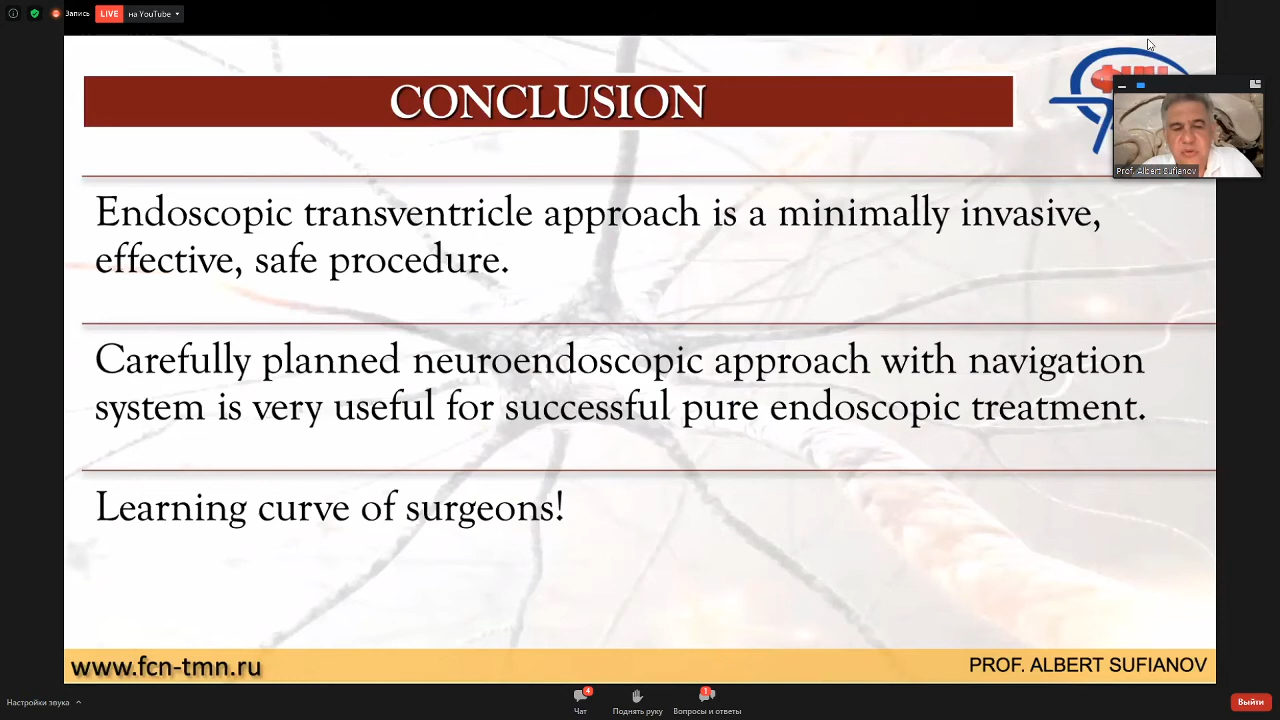 Запись
LIVE
на YouTube
CONCLUSION
Prof. Albert Sufianov
Endoscopic transventricle approach is a minimally invasive,
effective, safe procedure.
Carefully planned neuroendoscopic approach with navigation
system is very useful for successful pure endoscopic treatment.
Learning curve of surgeons!
www.fcn-tmn.ru
PROF. ALBERT SUFIANOV
Настройки звука
4
Чат
Поднять руку
1
Вопросы и ответы
Выйти